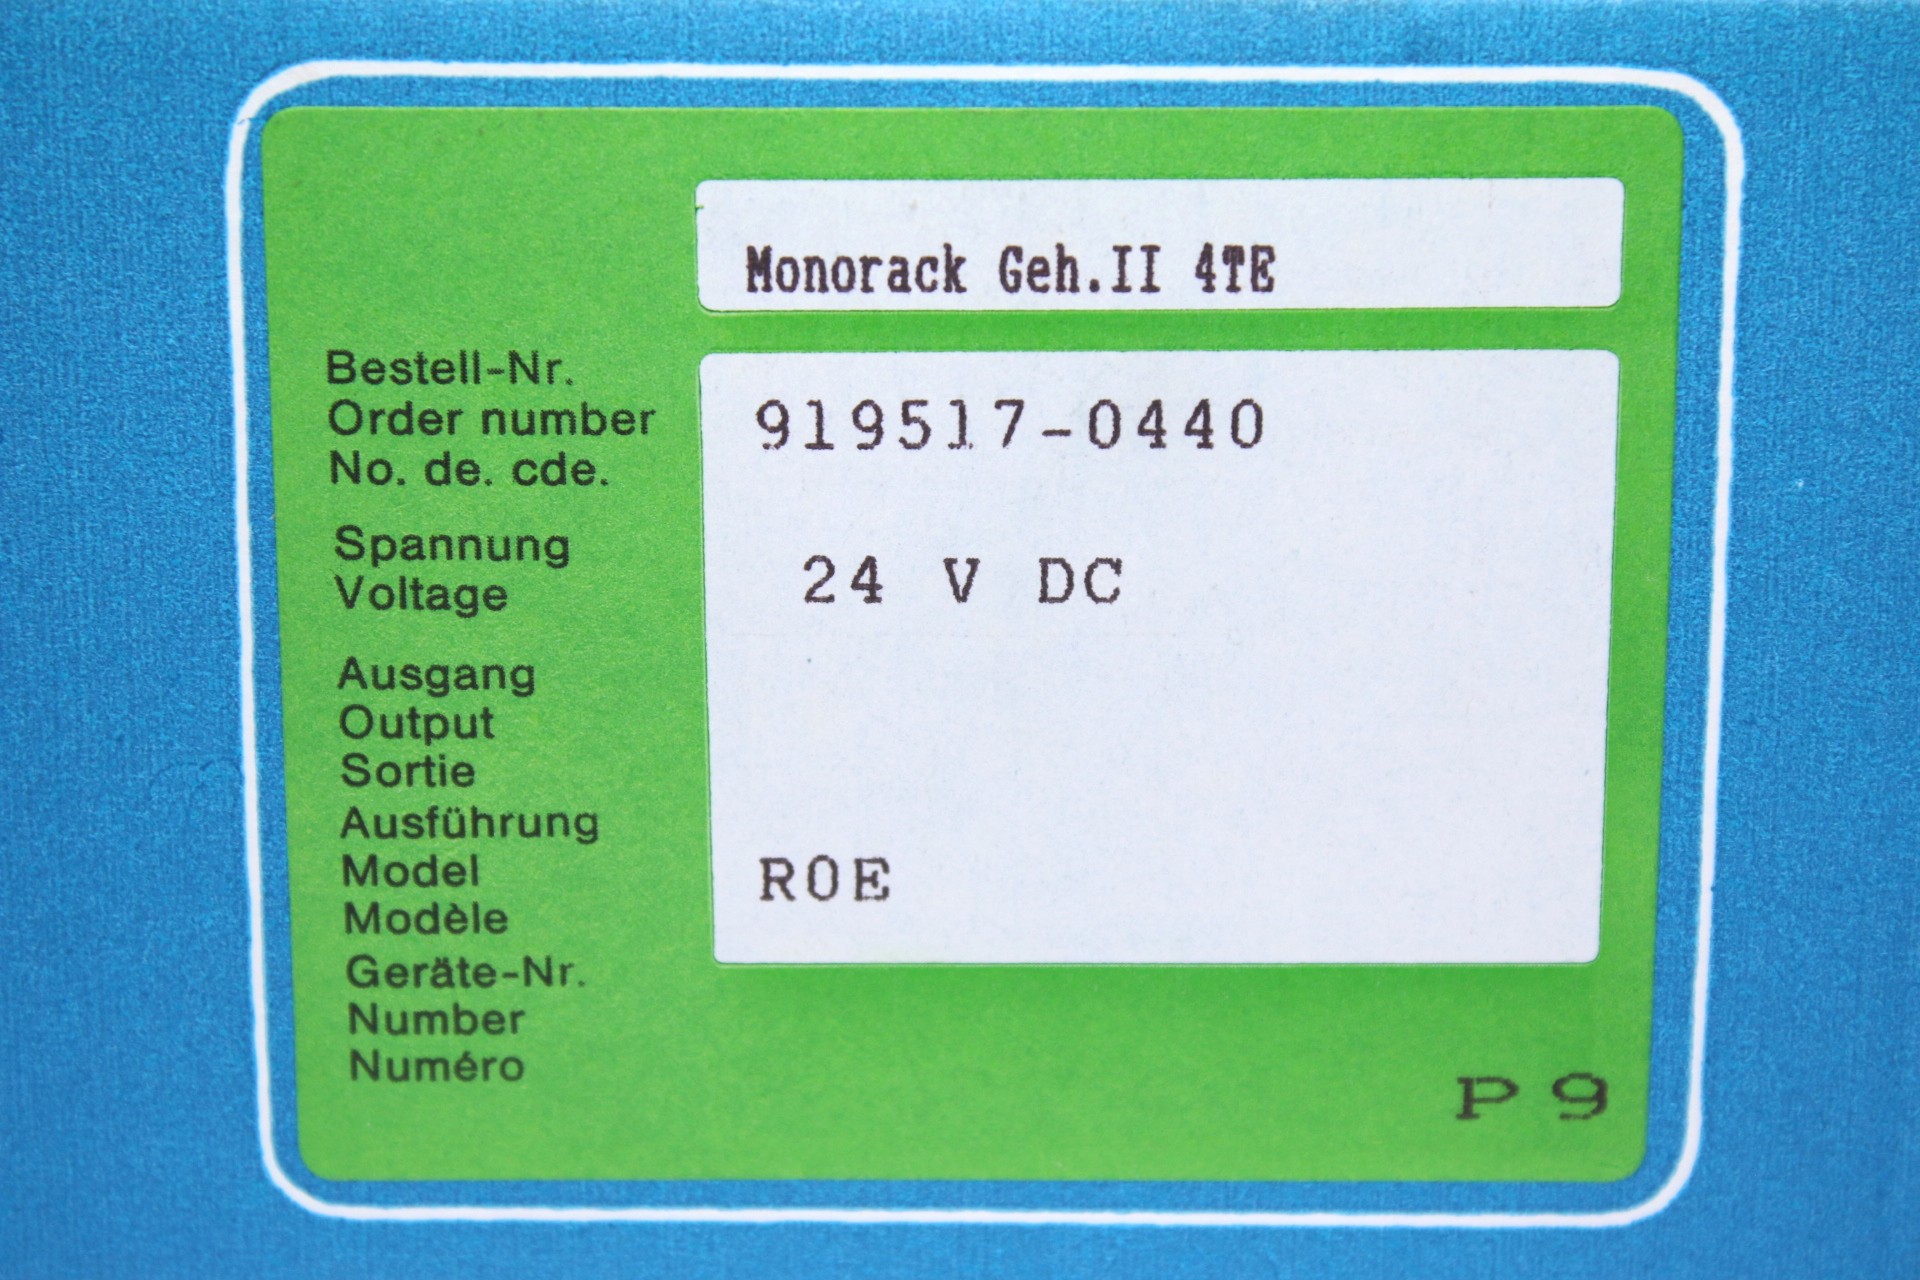 Monorack Geh.II 4TE
Bestell-Nr.
Order number 919517-0440
No. de. cde.
Spannung
Voltage 24 V DC
Ausgang
Output
Sortie
Ausführung
Model ROE
Modèle
Geräte-Nr.
Number
Numéro
P 9